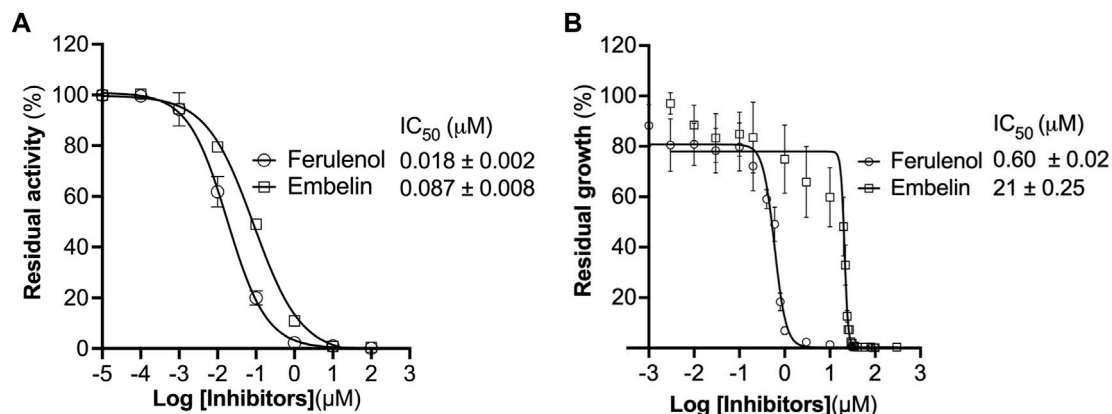 A
120
100
80
60
40
20
0
Residual activity (%)
-5 -4 -3 -2 -1 0 1 2 3
Log [Inhibitors](μM)
IC50 (μM)
Ferulenol 0.018 ± 0.002
Embelin 0.087 ± 0.008
B
120
100
80
60
40
20
Residual growth (%)
-3 -2 -1 0 1 2 3
Log [Inhibitors](μM)
IC50 (μM)
Ferulenol 0.60 ± 0.02
Embelin 21 ± 0.25